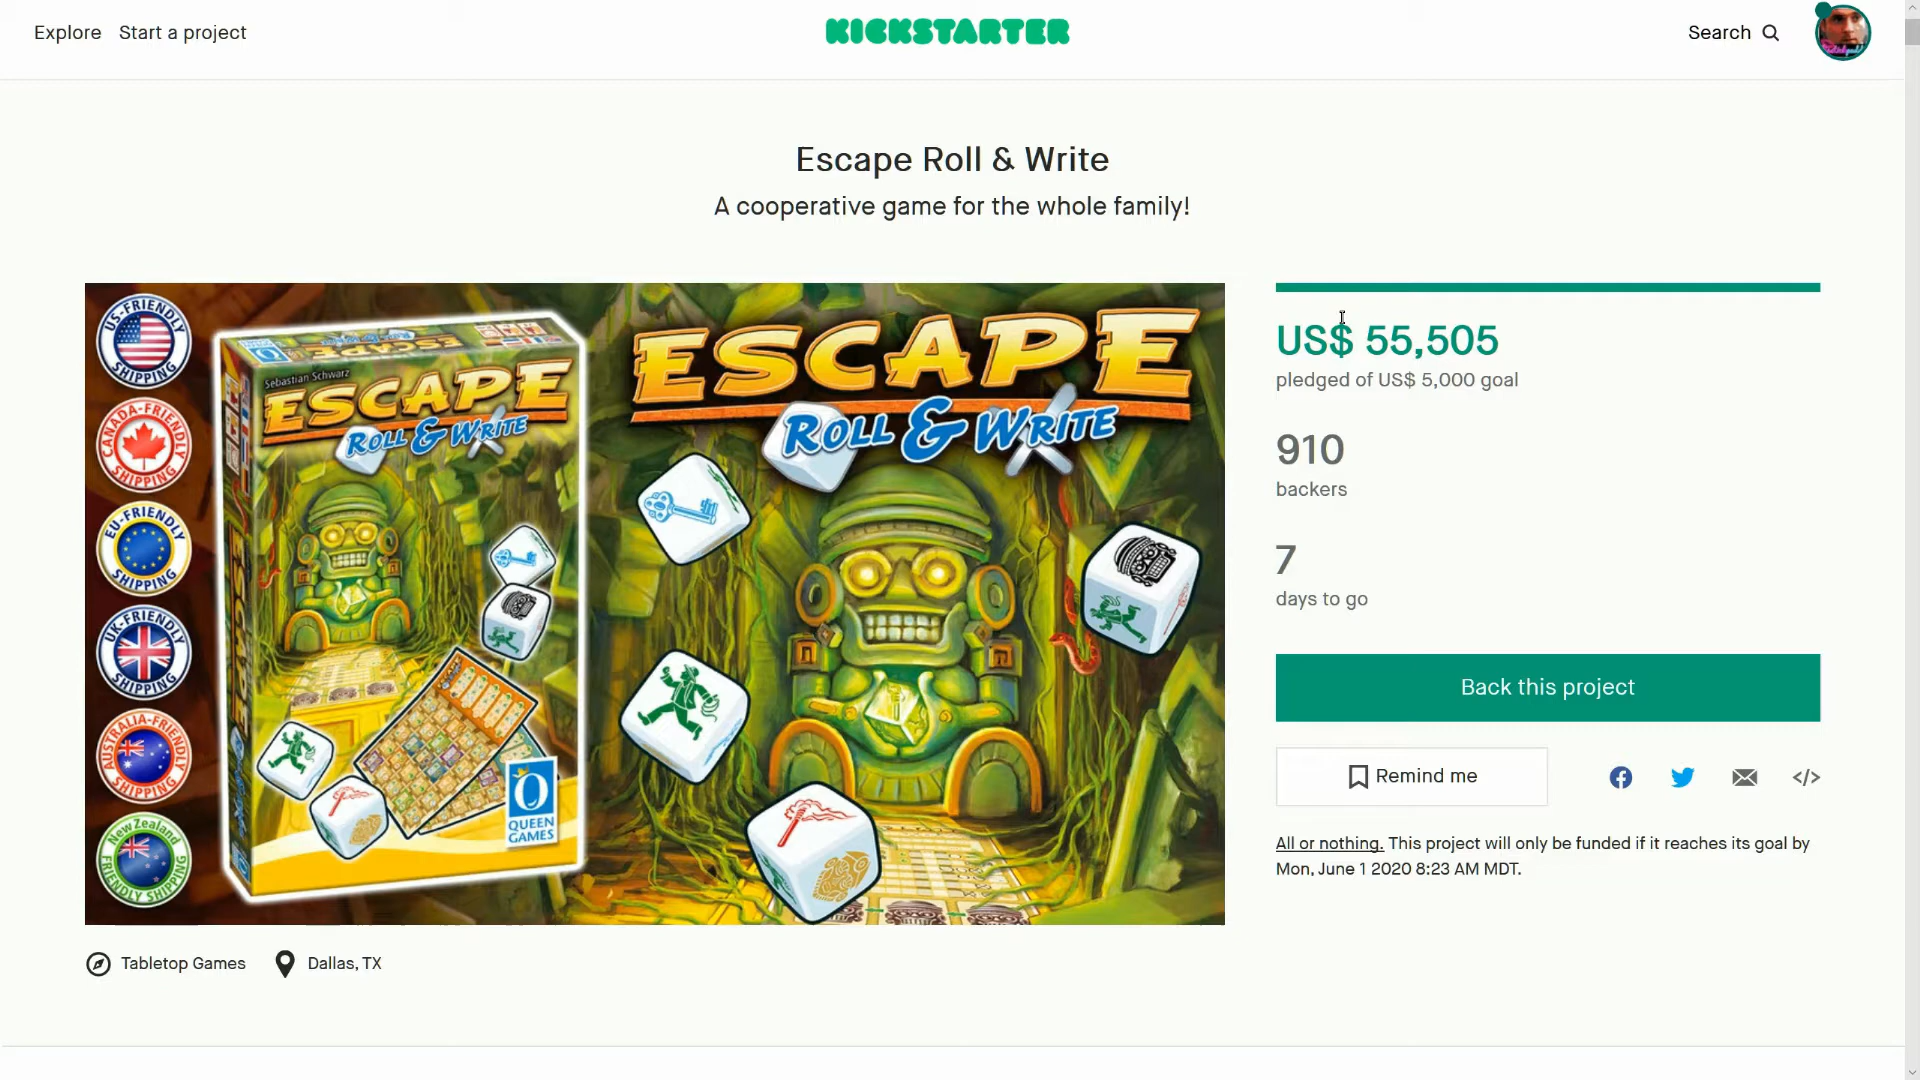 Explore Start a project
KICKSTARTER
Search
Escape Roll & Write
A cooperative game for the whole family!
US-FRIENDLY
SHIPPING
CANADA-FRIENDLY
SHIPPING
EU-FRIENDLY
SHIPPING
UK-FRIENDLY
SHIPPING
AUSTRALIA-FRIENDLY
SHIPPING
New Zealand
FRIENDLY SHIPPING
Sebastian Schwarz
ESCAPE
ROLL & WRITE
QUEEN
GAMES
ESCAPE
ROLL & WRITE
US$ 55,505
pledged of US$ 5,000 goal
910
backers
7
days to go
Back this project
Remind me
</>
All or nothing. This project will only be funded if it reaches its goal by
Mon, June 1 2020 8:23 AM MDT.
Tabletop Games
Dallas, TX